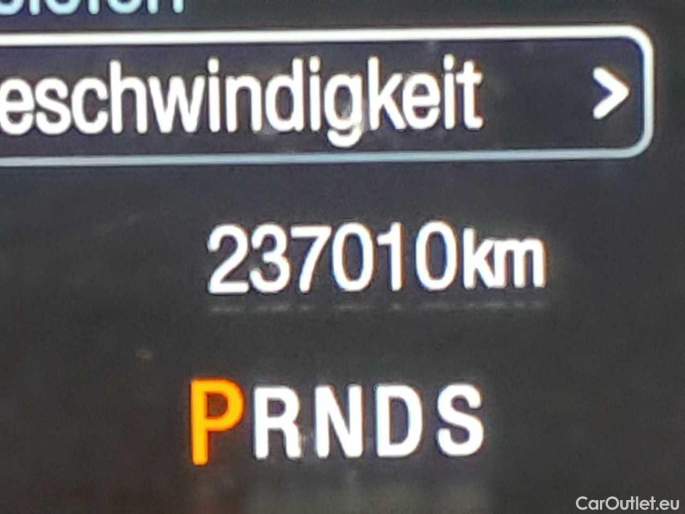 eschwindigkeit >
237010km
PRNDS
CarOutlet.eu